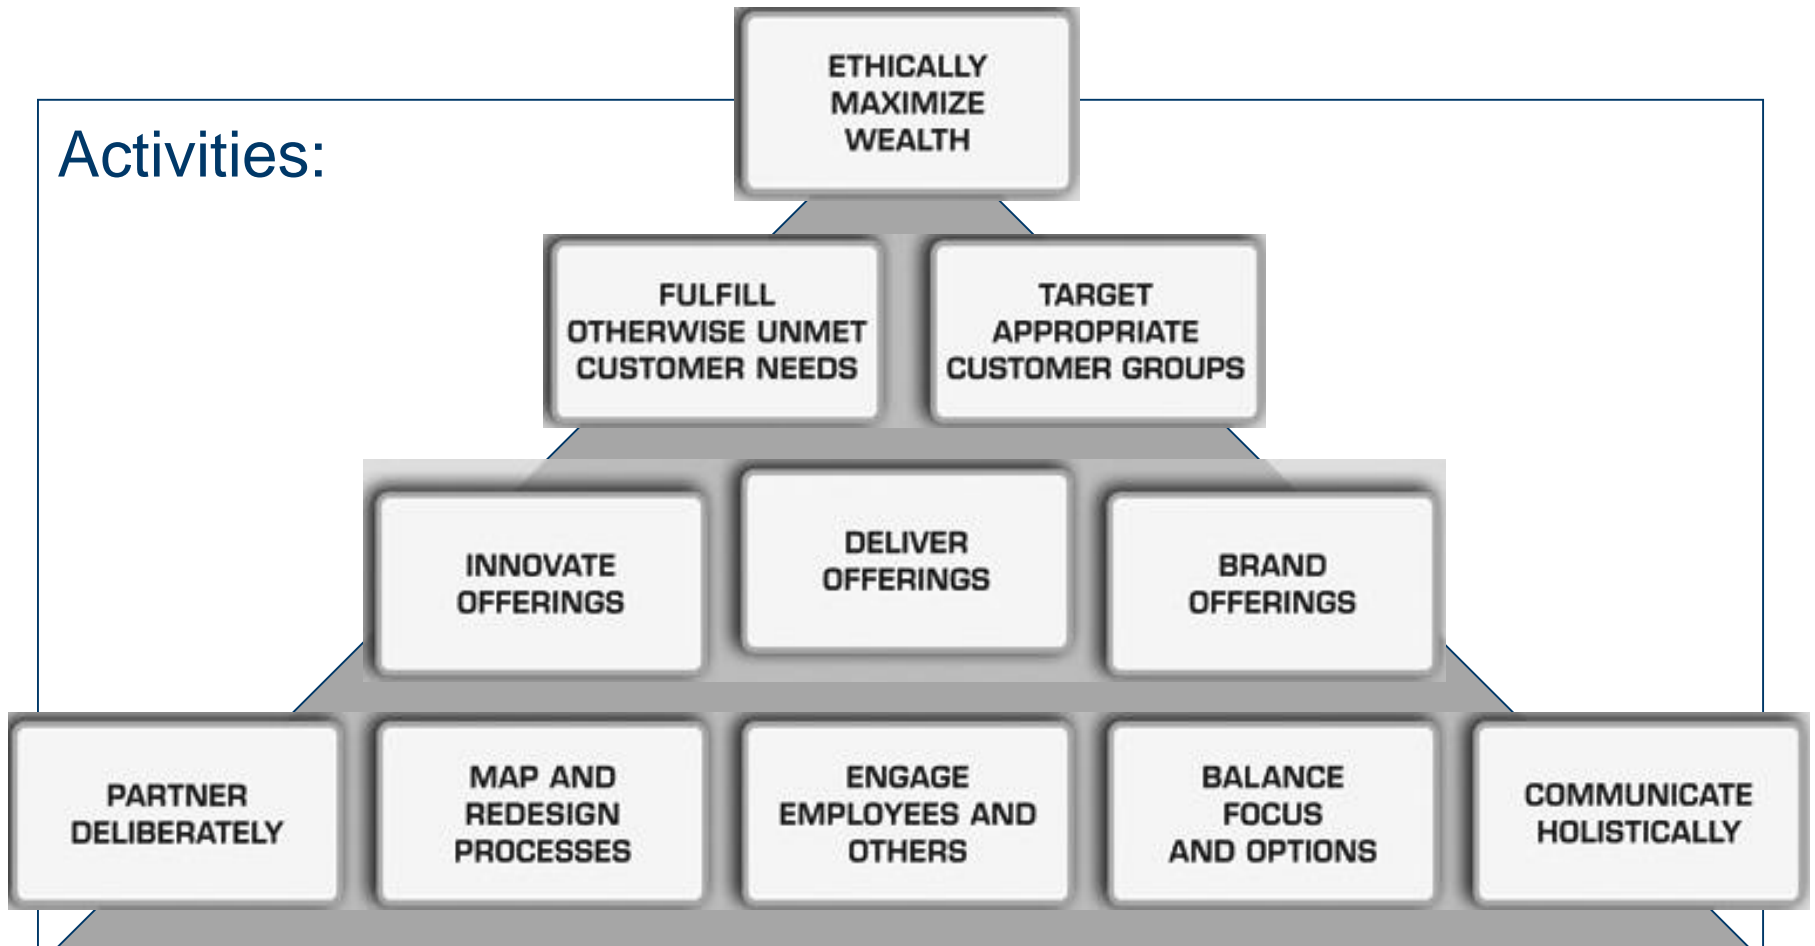 ETHICALLY
MAXIMIZE
WEALTH
Activities:
FULFILL
OTHERWISE UNMET
CUSTOMER NEEDS
TARGET
APPROPRIATE
CUSTOMER GROUPS
INNOVATE
OFFERINGS
DELIVER
OFFERINGS
BRAND
OFFERINGS
PARTNER
DELIBERATELY
MAP AND
REDESIGN
PROCESSES
ENGAGE
EMPLOYEES AND
OTHERS
BALANCE
FOCUS
AND OPTIONS
COMMUNICATE
HOLISTICALLY